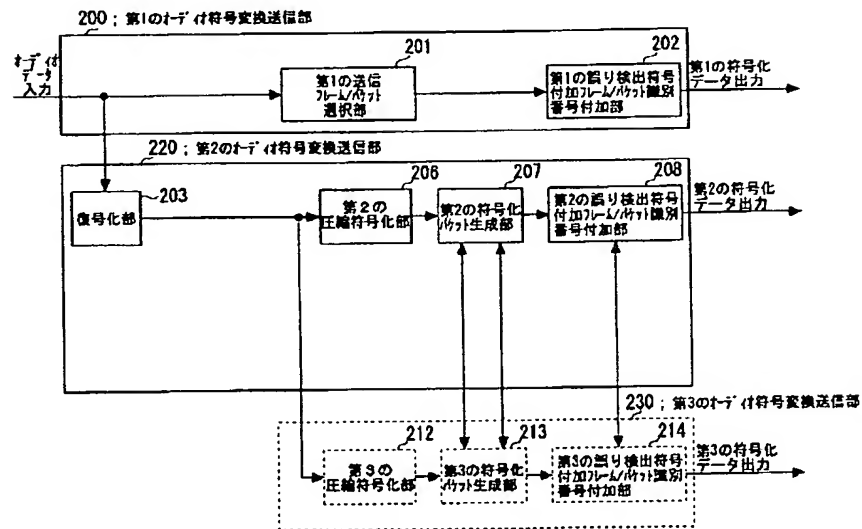 200 ; 第1のオーディオ符号変換送信部
オーディオ
データ
入力
201
第1の送信
フレーム/パケット
選択部
202
第1の誤り検出符号
付加フレーム/パケット識別
番号付加部
第1の符号化
データ出力
220 ; 第2のオーディオ符号変換送信部
復号化部
203
206
第2の
圧縮符号化部
207
第2の符号化
パケット生成部
208
第2の誤り検出符号
付加フレーム/パケット識別
番号付加部
第2の符号化
データ出力
230 ; 第3のオーディオ符号変換送信部
212
第3の
圧縮符号化部
213
第3の符号化
パケット生成部
214
第3の誤り検出符号
付加フレーム/パケット識別
番号付加部
第3の符号化
データ出力